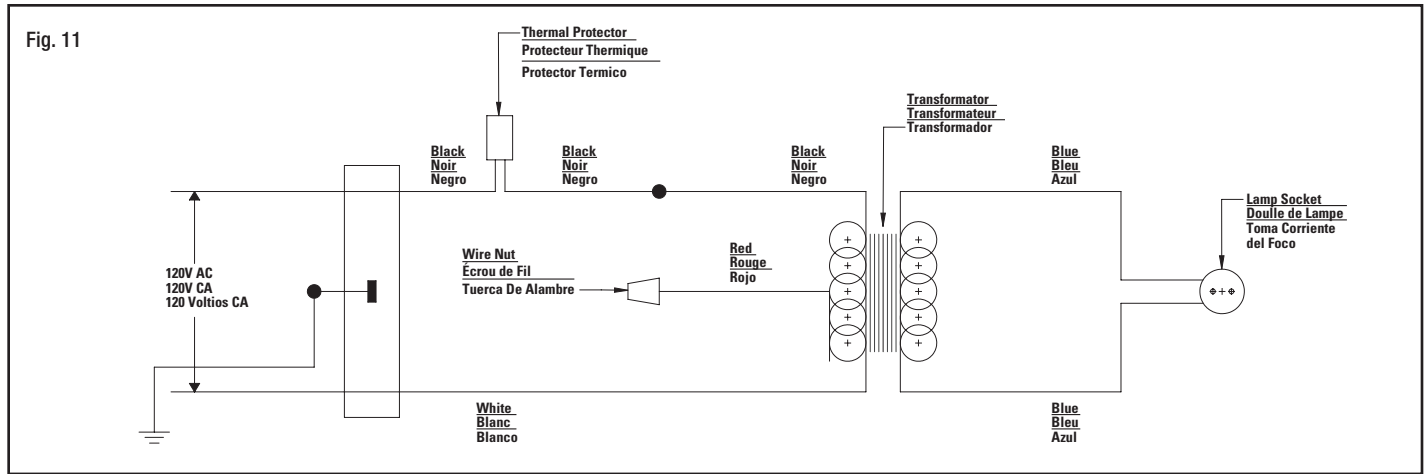 Fig. 11
Thermal Protector
Protecteur Thermique
Protector Termico
Transformator
Transformateur
Transformador
Black
Noir
Negro
Black
Noir
Negro
Black
Noir
Negro
Blue
Bleu
Azul
Lamp Socket
Doulle de Lampe
Toma Corriente
del Foco
120V AC
120V CA
120 Voltios CA
Wire Nut
Écrou de Fil
Tuerca De Alambre
Red
Rouge
Rojo
White
Blanc
Blanco
Blue
Bleu
Azul